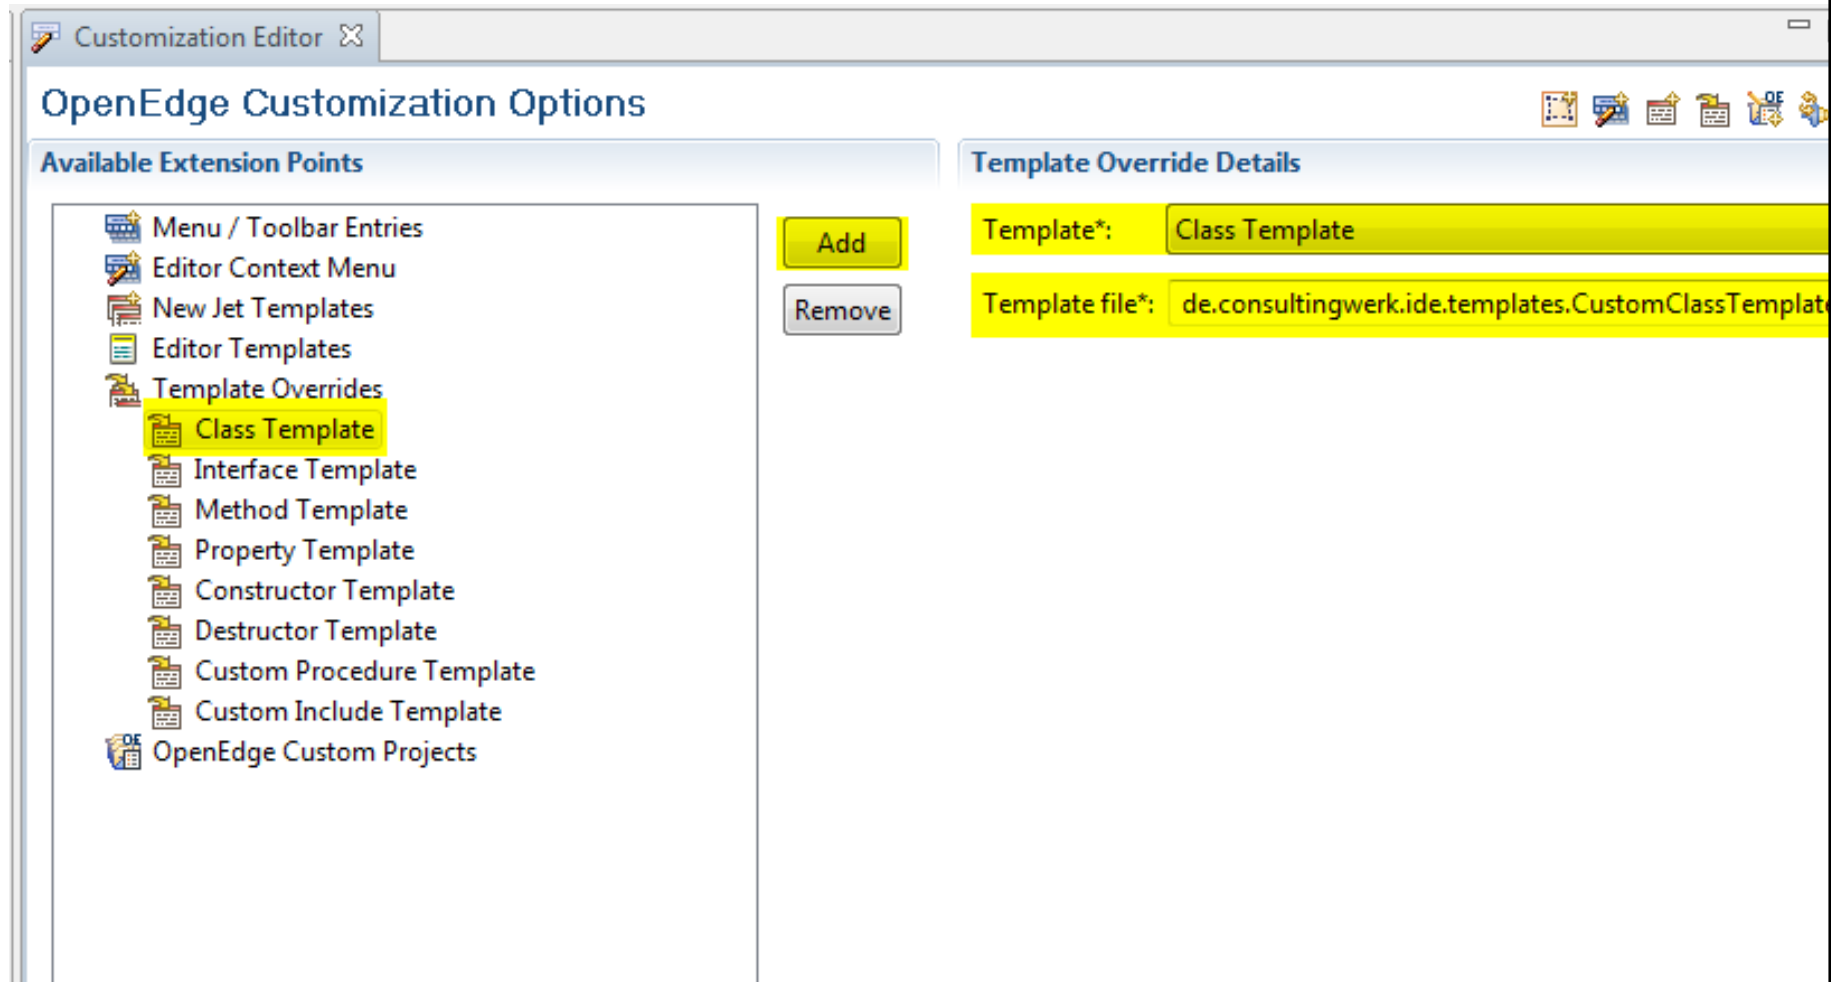 Customization Editor
OpenEdge Customization Options
Available Extension Points
Menu / Toolbar Entries
Editor Context Menu
New Jet Templates
Editor Templates
Template Overrides
Class Template
Interface Template
Method Template
Property Template
Constructor Template
Destructor Template
Custom Procedure Template
Custom Include Template
OpenEdge Custom Projects
Add
Remove
Template Override Details
Template*: Class Template
Template file*: de.consultingwerk.ide.templates.CustomClassTemplate